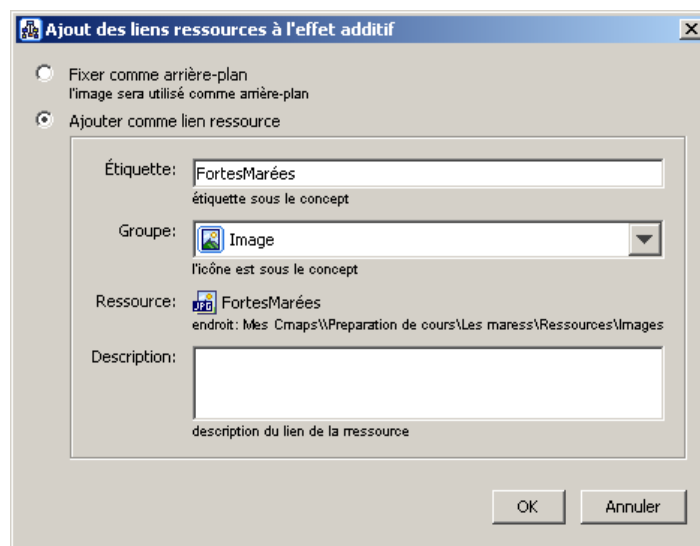 Ajout des liens ressources à l'effet additif
Fixer comme arrière-plan
l'image sera utilisé comme arrière-plan
Ajouter comme lien ressource
Étiquette: FortesMarées
étiquette sous le concept
Groupe: Image
l'icône est sous le concept
Ressource: JPG FortesMarées
endroit: Mes Cmaps\\Preparation de cours\Les maress\Ressources\Images
Description:
description du lien de la rressource
OK Annuler